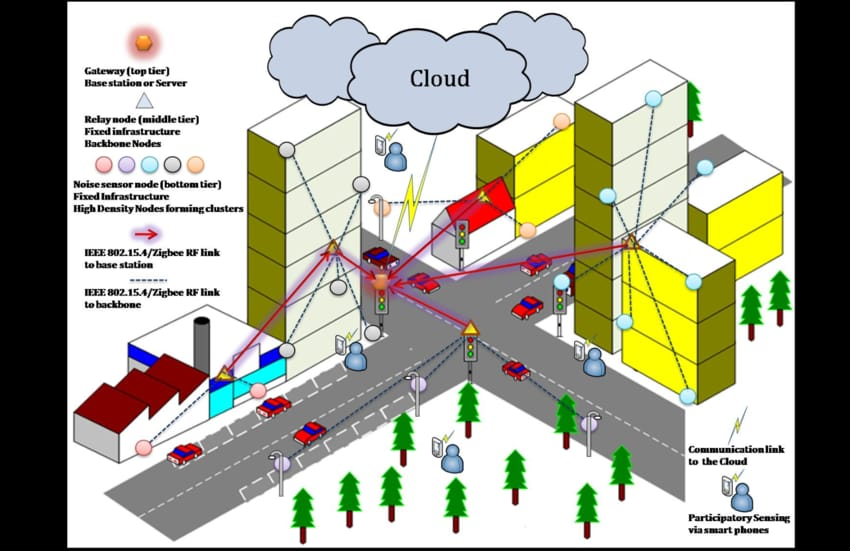 Cloud
Gateway (top tier)
Base station or Server
Relay node (middle tier)
Fixed infrastructure
Backbone Nodes
Noise sensor node (bottom tier)
Fixed Infrastructure
High Density Nodes forming clusters
IEEE 802.15.4/Zigbee RF link
to base station
IEEE 802.15.4/Zigbee RF link
to backbone
Communication link
to the Cloud
Participatory Sensing
via smart phones